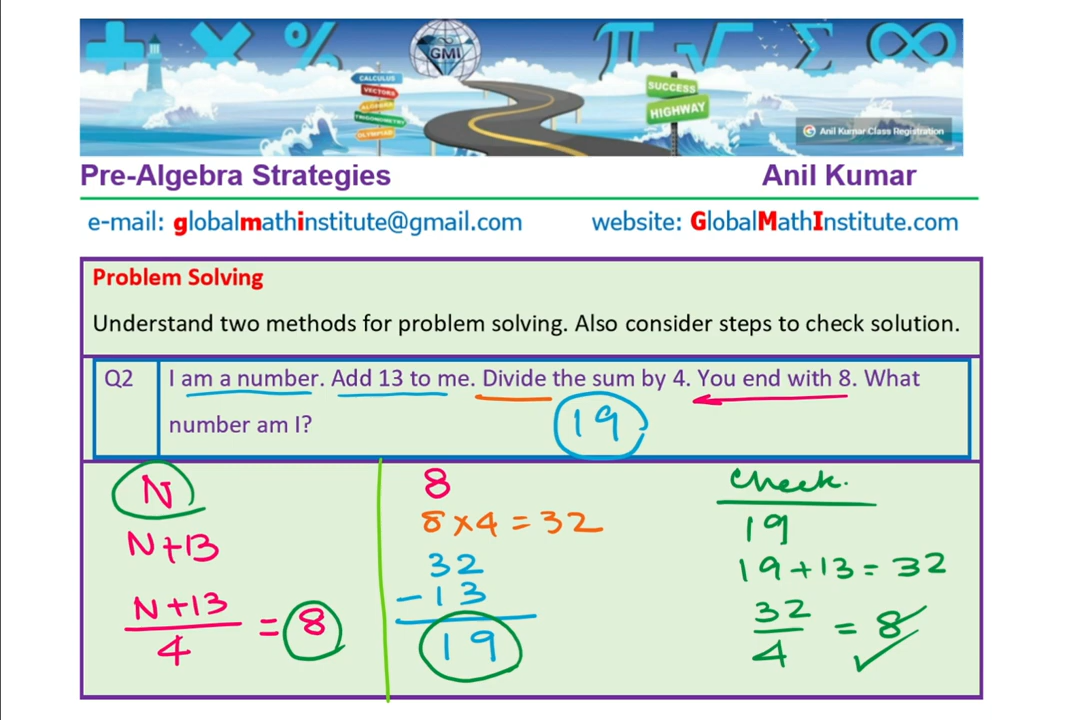 GMI
CALCULUS
VECTORS
ALGEBRA
TRIGONOMETRY
OLYMPIAD
SUCCESS
HIGHWAY
Anil Kumar Class Registration
Pre-Algebra Strategies Anil Kumar
e-mail: globalmathinstitute@gmail.com website: GlobalMathInstitute.com
Problem Solving
Understand two methods for problem solving. Also consider steps to check solution.
Q2 I am a number. Add 13 to me. Divide the sum by 4. You end with 8. What
number am I?
19
N
N+13
N+13
4
= 8
8
8×4=32
32
-13
19
Check.
19
19+13=32
32
4
= 8 ✓